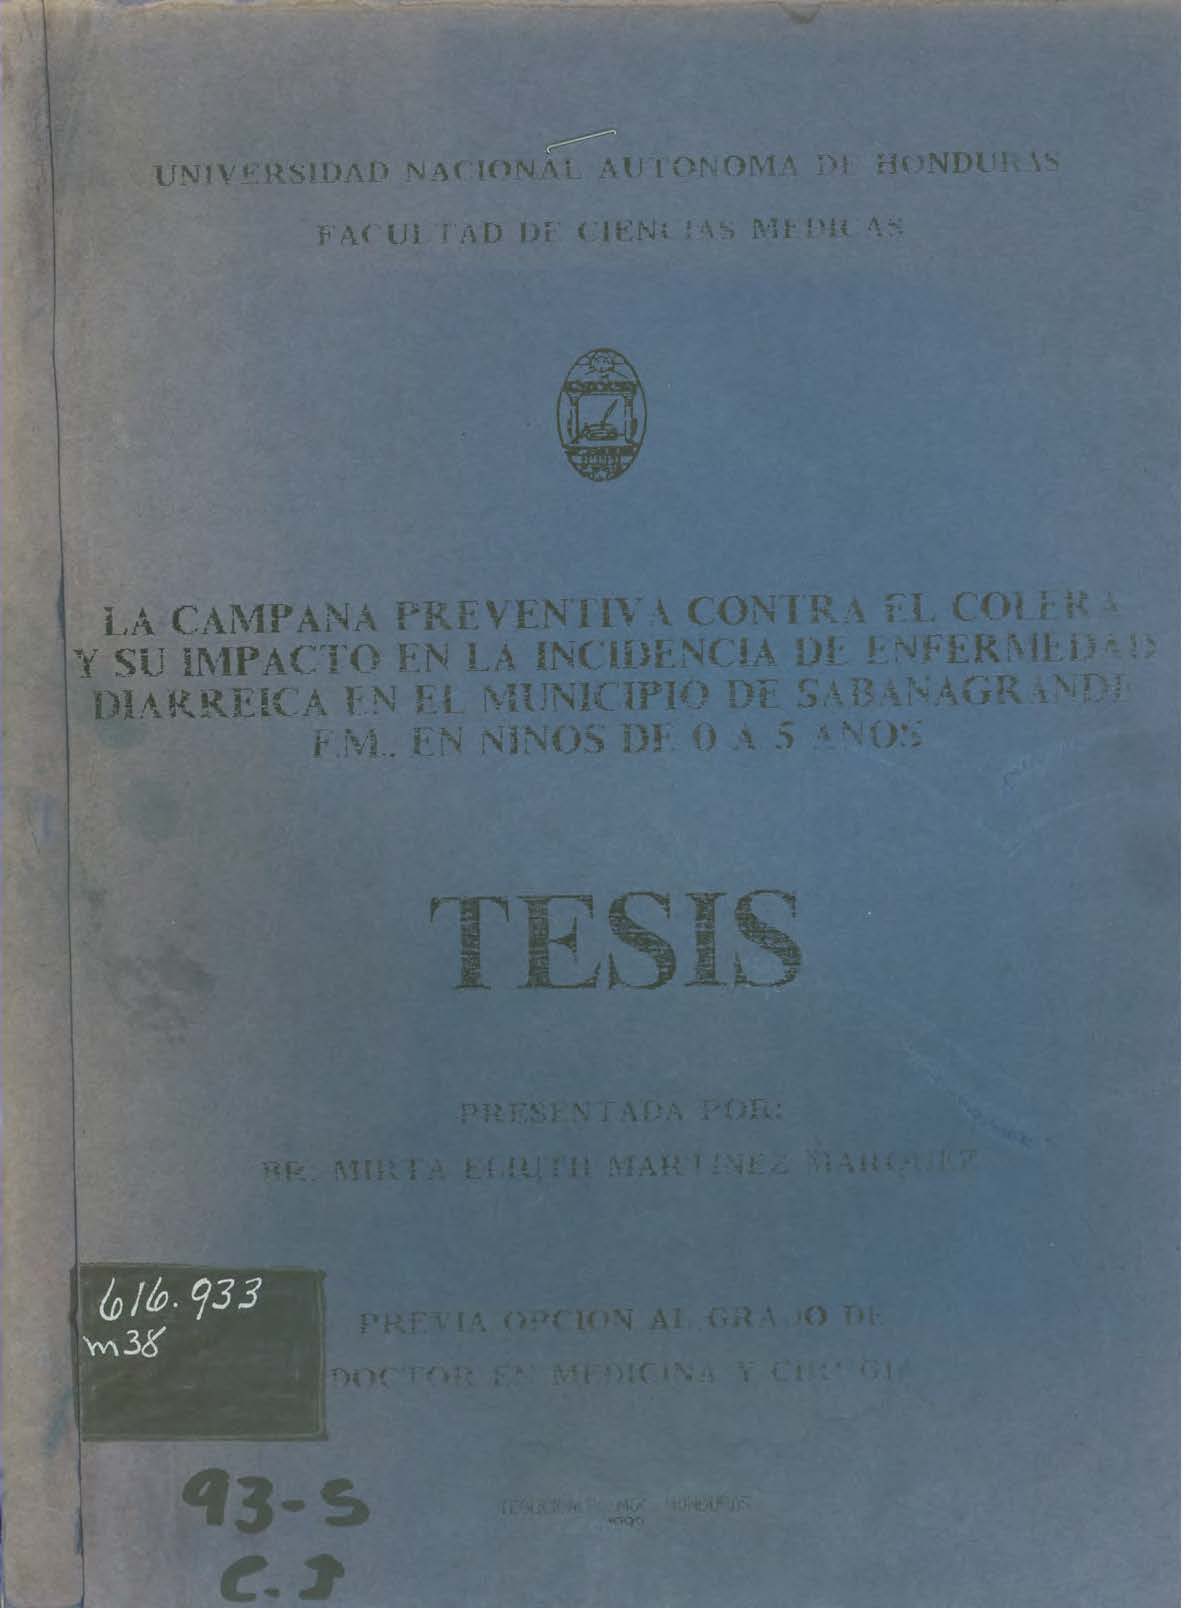 UNIVERSIDAD NACIONAL AUTONOMA DE HONDURAS
FACULTAD DE CIENCIAS MEDICAS
LA CAMPANA PREVENTIVA CONTRA EL COLERA
Y SU IMPACTO EN LA INCIDENCIA DE ENFERMEDAD
DIARREICA EN EL MUNICIPIO DE SABANAGRANDE
F.M., EN NINOS DE 0 A 5 ANOS
TESIS
PRESENTADA POR:
BR. MIRTA MARTINEZ MARQUEZ
616.933
m38
PREVIA OPCION AL GRADO DE
DOCTOR EN MEDICINA Y CIRUGIA
93-S
HONDURAS